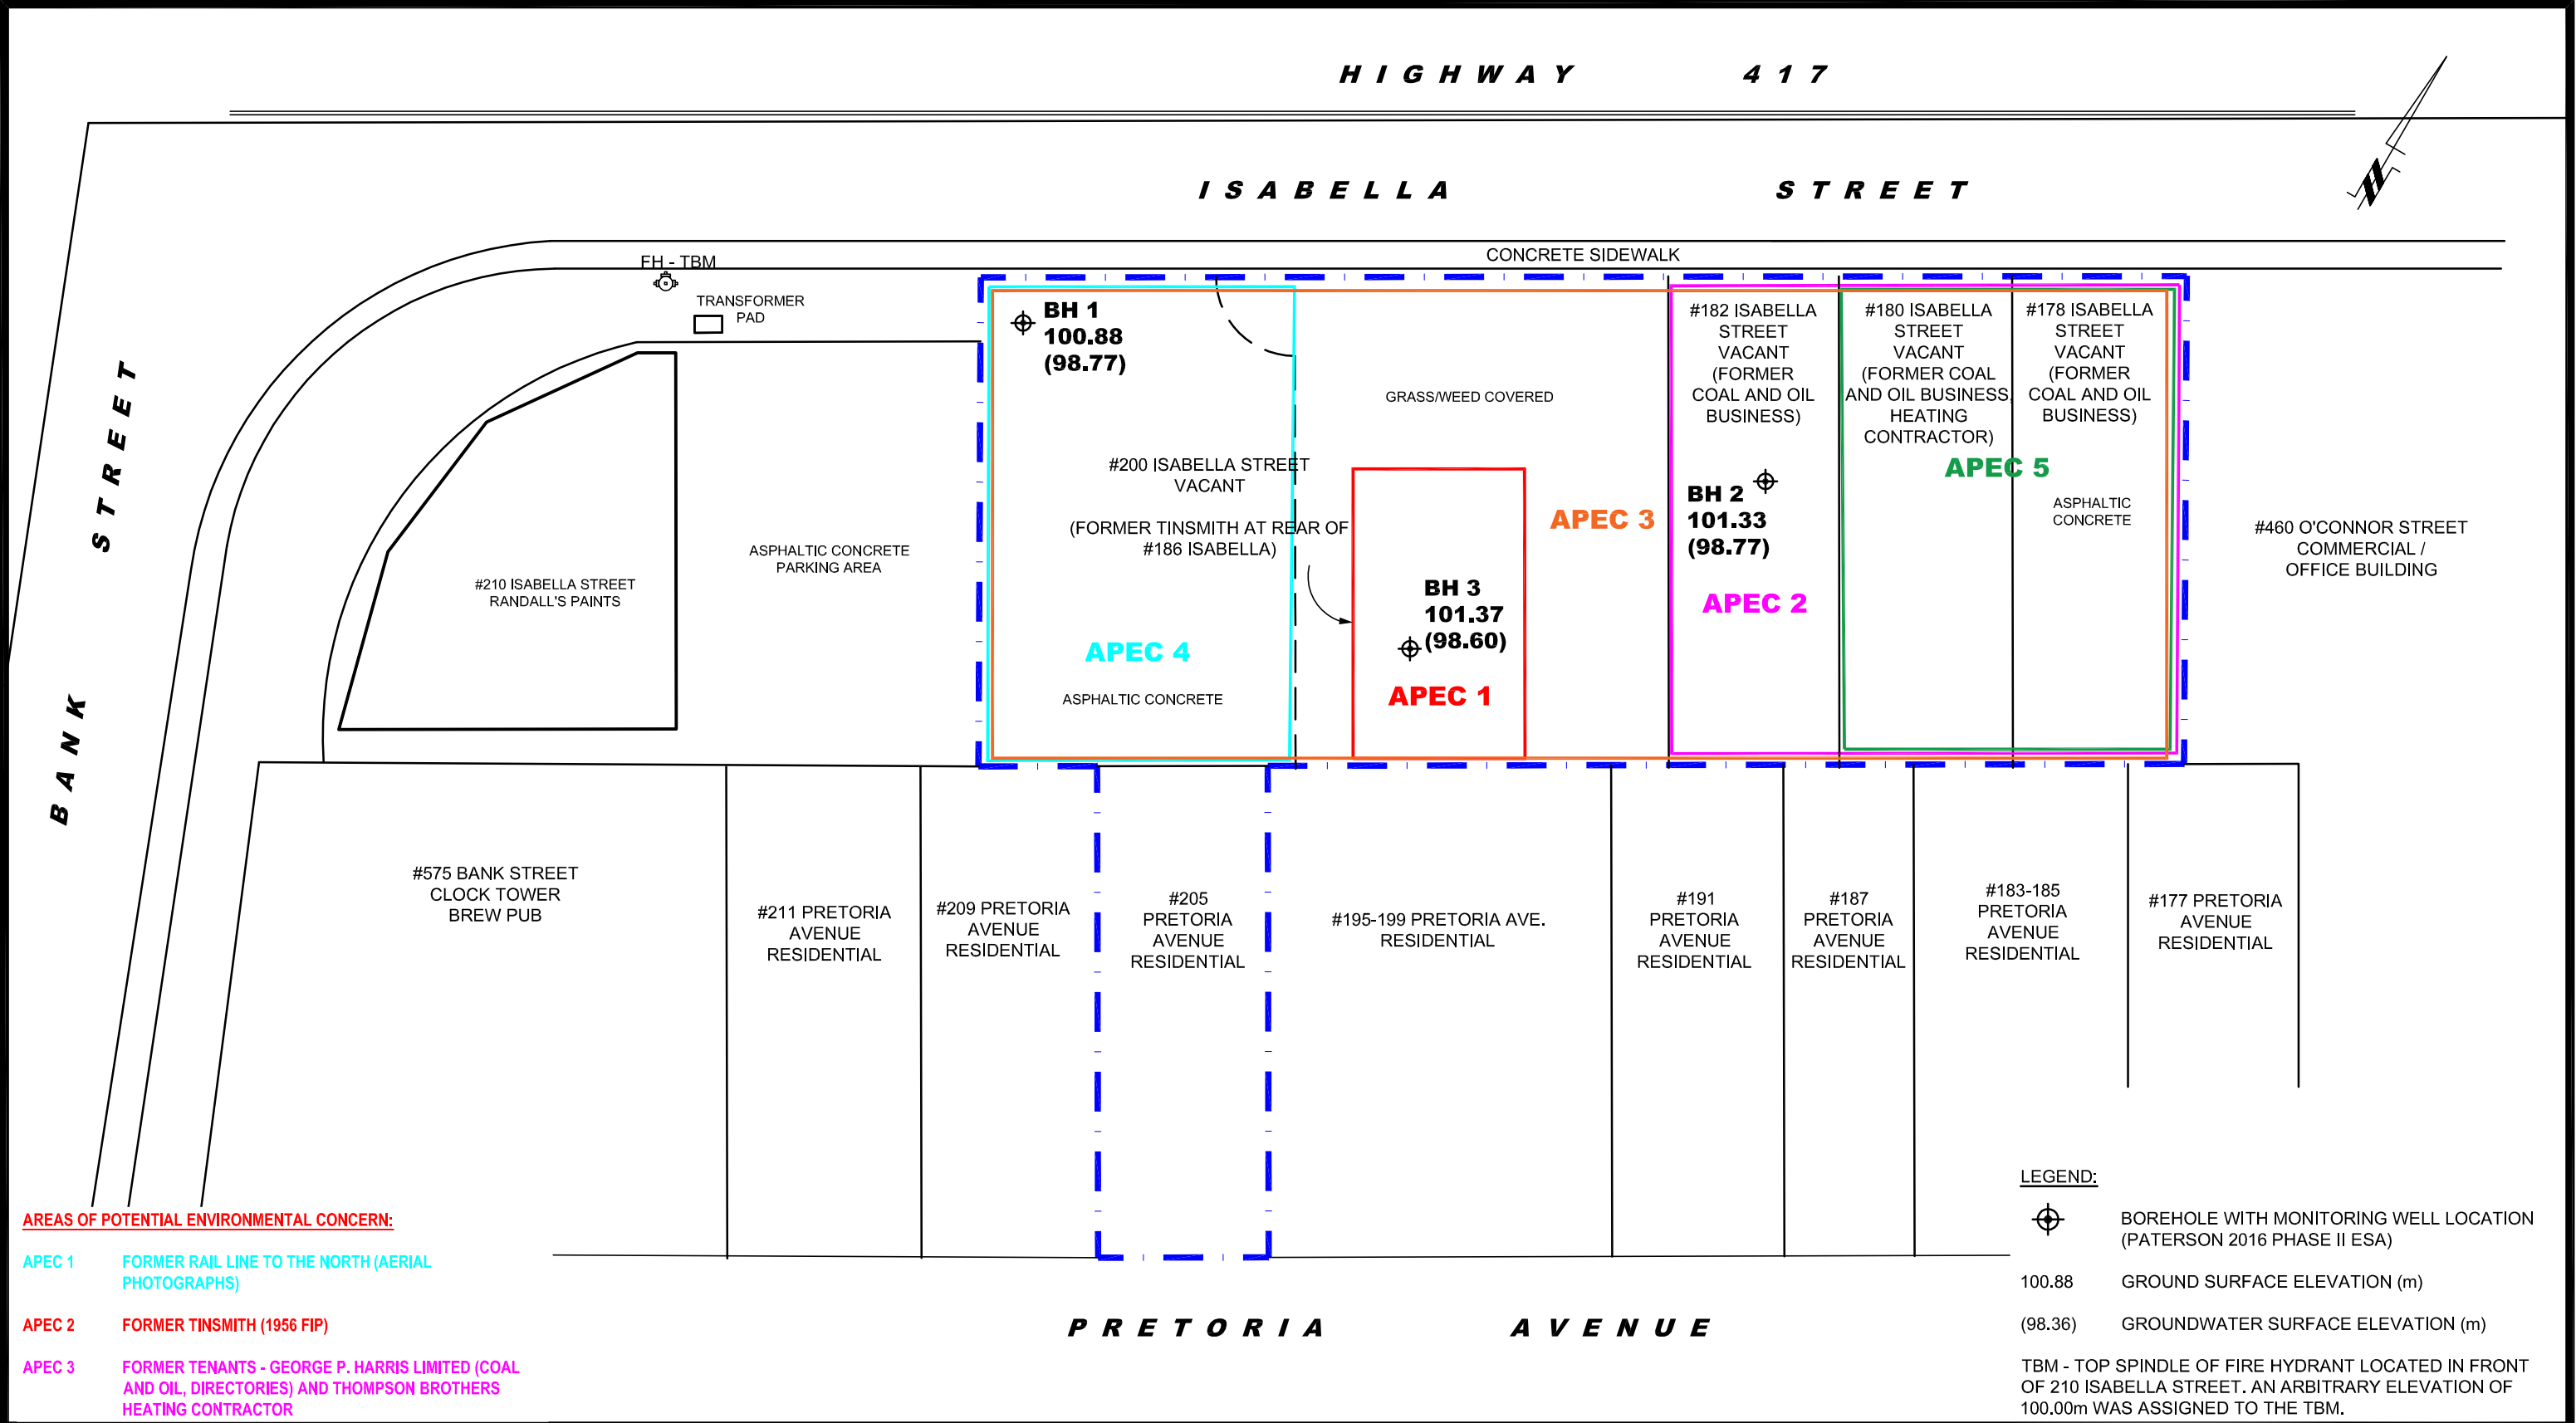 HIGHWAY 417
ISABELLA STREET
CONCRETE SIDEWALK
FH - TBM
TRANSFORMER
PAD
N
BANK STREET
BH 1
100.88
(98.77)
#182 ISABELLA
STREET
VACANT
(FORMER
COAL AND OIL
BUSINESS)
#180 ISABELLA
STREET
VACANT
(FORMER COAL
AND OIL BUSINESS,
HEATING
CONTRACTOR)
#178 ISABELLA
STREET
VACANT
(FORMER
COAL AND OIL
BUSINESS)
GRASS/WEED COVERED
#200 ISABELLA STREET
VACANT
(FORMER TINSMITH AT REAR OF
#186 ISABELLA)
APEC 5
ASPHALTIC
CONCRETE
BH 2
101.33
(98.77)
APEC 3
#460 O'CONNOR STREET
COMMERCIAL /
OFFICE BUILDING
ASPHALTIC CONCRETE
PARKING AREA
#210 ISABELLA STREET
RANDALL'S PAINTS
BH 3
101.37
(98.60)
APEC 2
APEC 4
APEC 1
ASPHALTIC CONCRETE
#575 BANK STREET
CLOCK TOWER
BREW PUB
#211 PRETORIA
AVENUE
RESIDENTIAL
#209 PRETORIA
AVENUE
RESIDENTIAL
#205
PRETORIA
AVENUE
RESIDENTIAL
#195-199 PRETORIA AVE.
RESIDENTIAL
#191
PRETORIA
AVENUE
RESIDENTIAL
#187
PRETORIA
AVENUE
RESIDENTIAL
#183-185
PRETORIA
AVENUE
RESIDENTIAL
#177 PRETORIA
AVENUE
RESIDENTIAL
PRETORIA AVENUE
AREAS OF POTENTIAL ENVIRONMENTAL CONCERN:
APEC 1 FORMER RAIL LINE TO THE NORTH (AERIAL
PHOTOGRAPHS)
APEC 2 FORMER TINSMITH (1956 FIP)
APEC 3 FORMER TENANTS - GEORGE P. HARRIS LIMITED (COAL
AND OIL, DIRECTORIES) AND THOMPSON BROTHERS
HEATING CONTRACTOR
LEGEND:
BOREHOLE WITH MONITORING WELL LOCATION
(PATERSON 2016 PHASE II ESA)
100.88 GROUND SURFACE ELEVATION (m)
(98.36) GROUNDWATER SURFACE ELEVATION (m)
TBM - TOP SPINDLE OF FIRE HYDRANT LOCATED IN FRONT
OF 210 ISABELLA STREET. AN ARBITRARY ELEVATION OF
100.00m WAS ASSIGNED TO THE TBM.